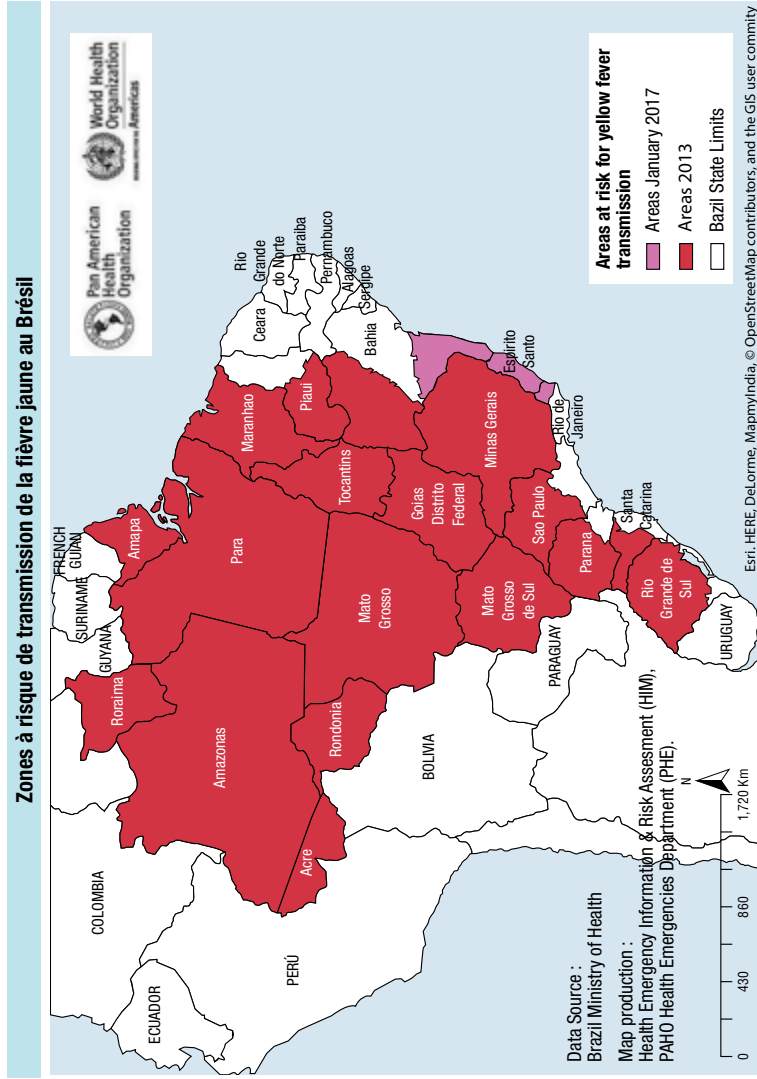 Zones à risque de transmission de la fièvre jaune au Brésil
Pan American
Health
Organization
World Health
Organization
Americas
COLOMBIA
ECUADOR
PERÚ
GUYANA
SURINAME
FRENCH
GUIAN
Roraima
Amapa
Amazonas
Para
Maranhao
Piaui
Ceara
Rio
Grande
do Norte
Paraiba
Pernambuco
Alagoas
Sergipe
Bahia
Acre
Rondonia
Mato
Grosso
Tocantins
Goias
Distrito
Federal
Minas Gerais
Espirito
Santo
Rio de
Janeiro
BOLIVIA
Mato
Grosso
de Sul
Sao Paulo
Parana
Santa
Catarina
Rio
Grande de
Sul
PARAGUAY
URUGUAY
Areas at risk for yellow fever
transmission
Areas January 2017
Areas 2013
Bazil State Limits
Data Source :
Brazil Ministry of Health
Map production :
Health Emergency Information & Risk Assesment (HIM),
PAHO Health Emergencies Department (PHE).
N
0 430 860 1,720 Km
Esri. HERE, DeLorme, MapmyIndia, © OpenStreetMap contributors, and the GIS user commity